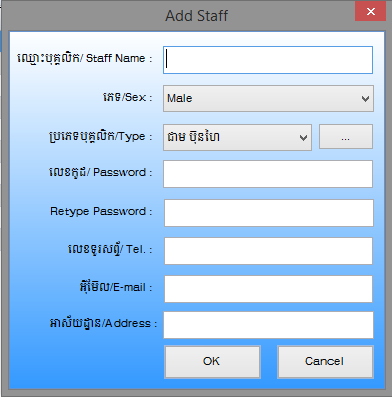 Add Staff
ឈ្មោះបុគ្គលិក/ Staff Name :
ភេទ/Sex :
Male
ប្រភេទបុគ្គលិក/Type :
ជាម ប៊ុនហៃ
...
លេខកូដ/ Password :
Retype Password :
លេខទូរសព្ទ័/ Tel. :
អ៊ីម៉ែល/E-mail :
អាស័យដ្ឋាន/Address :
OK
Cancel